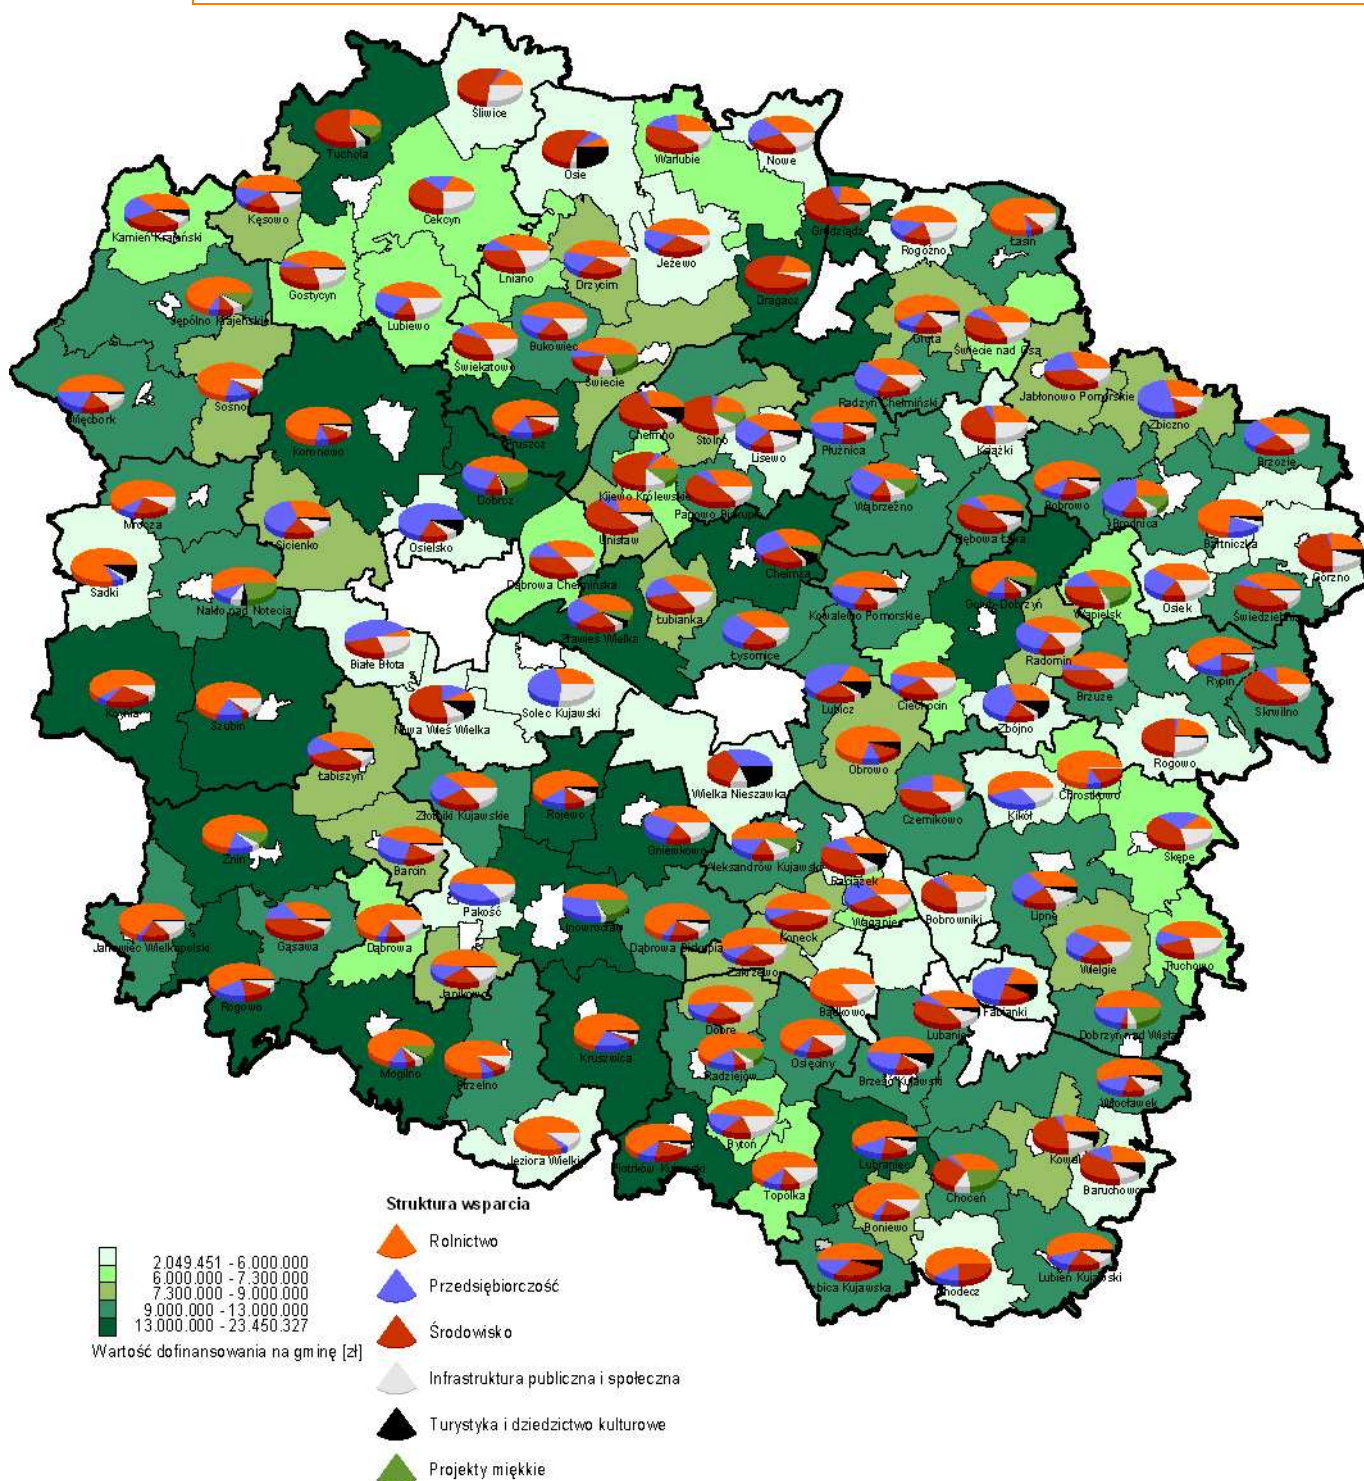 Śliwice
Tuchola
Osie
Warlubie
Nowe
Kęsowo
Cekcyn
Kamień Krajeński
Grudziądz
Rogóźno
Łasin
Gostycyn
Lniano
Drzycim
Jeżewo
Dragacz
Sępólno Krajeńskie
Lubiewo
Bukowiec
Gruta
Świecie nad Osą
Świekatowo
Świecie
Jabłonowo Pomorskie
Sośno
Radzyń Chełmiński
Zbiczno
Więcbork
Koronowo
Pruszcz
Chełmno
Stolno
Lisewo
Płużnica
Książki
Brzozie
Dobrcz
Kijewo Królewskie
Papowo Biskupie
Wąbrzeźno
Bobrowo
Brodnica
Mrocza
Sicienko
Osielsko
Unisław
Dębowa Łąka
Bartniczka
Górzno
Sadki
Chełmża
Dąbrowa Chełmińska
Nakło nad Notecią
Golub-Dobrzyń
Wąpielsk
Osiek
Świedziebnia
Zławieś Wielka
Łubianka
Kowalewo Pomorskie
Białe Błota
Łysomice
Radomin
Rypin
Brzuze
Kcynia
Szubin
Nowa Wieś Wielka
Solec Kujawski
Lubicz
Ciechocin
Zbójno
Skrwilno
Łabiszyn
Obrowo
Rogowo
Wielka Nieszawka
Złotniki Kujawskie
Rojewo
Czernikowo
Kikół
Chrostkowo
Żnin
Barcin
Gniewkowo
Aleksandrów Kujawski
Skępe
Raciążek
Pakość
Inowrocław
Waganiec
Bobrowniki
Lipno
Janowiec Wielkopolski
Gąsawa
Dąbrowa
Dąbrowa Biskupia
Koneck
Zakrzewo
Wielgie
Tłuchowo
Rogowo
Janikowo
Bądkowo
Fabianki
Dobre
Lubanie
Dobrzyń nad Wisłą
Mogilno
Strzelno
Kruszwica
Radziejów
Osięciny
Brześć Kujawski
Włocławek
Jeziora Wielkie
Piotrków Kujawski
Bytoń
Lubraniec
Kowal
Topólka
Choceń
Baruchowo
Boniewo
Izbica Kujawska
Chodecz
Lubień Kujawski
Struktura wsparcia
Rolnictwo
Przedsiębiorczość
Środowisko
Infrastruktura publiczna i społeczna
Turystyka i dziedzictwo kulturowe
Projekty miękkie
2.049.451 - 6.000.000
6.000.000 - 7.300.000
7.300.000 - 9.000.000
9.000.000 - 13.000.000
13.000.000 - 23.450.327
Wartość dofinansowania na gminę [zł]